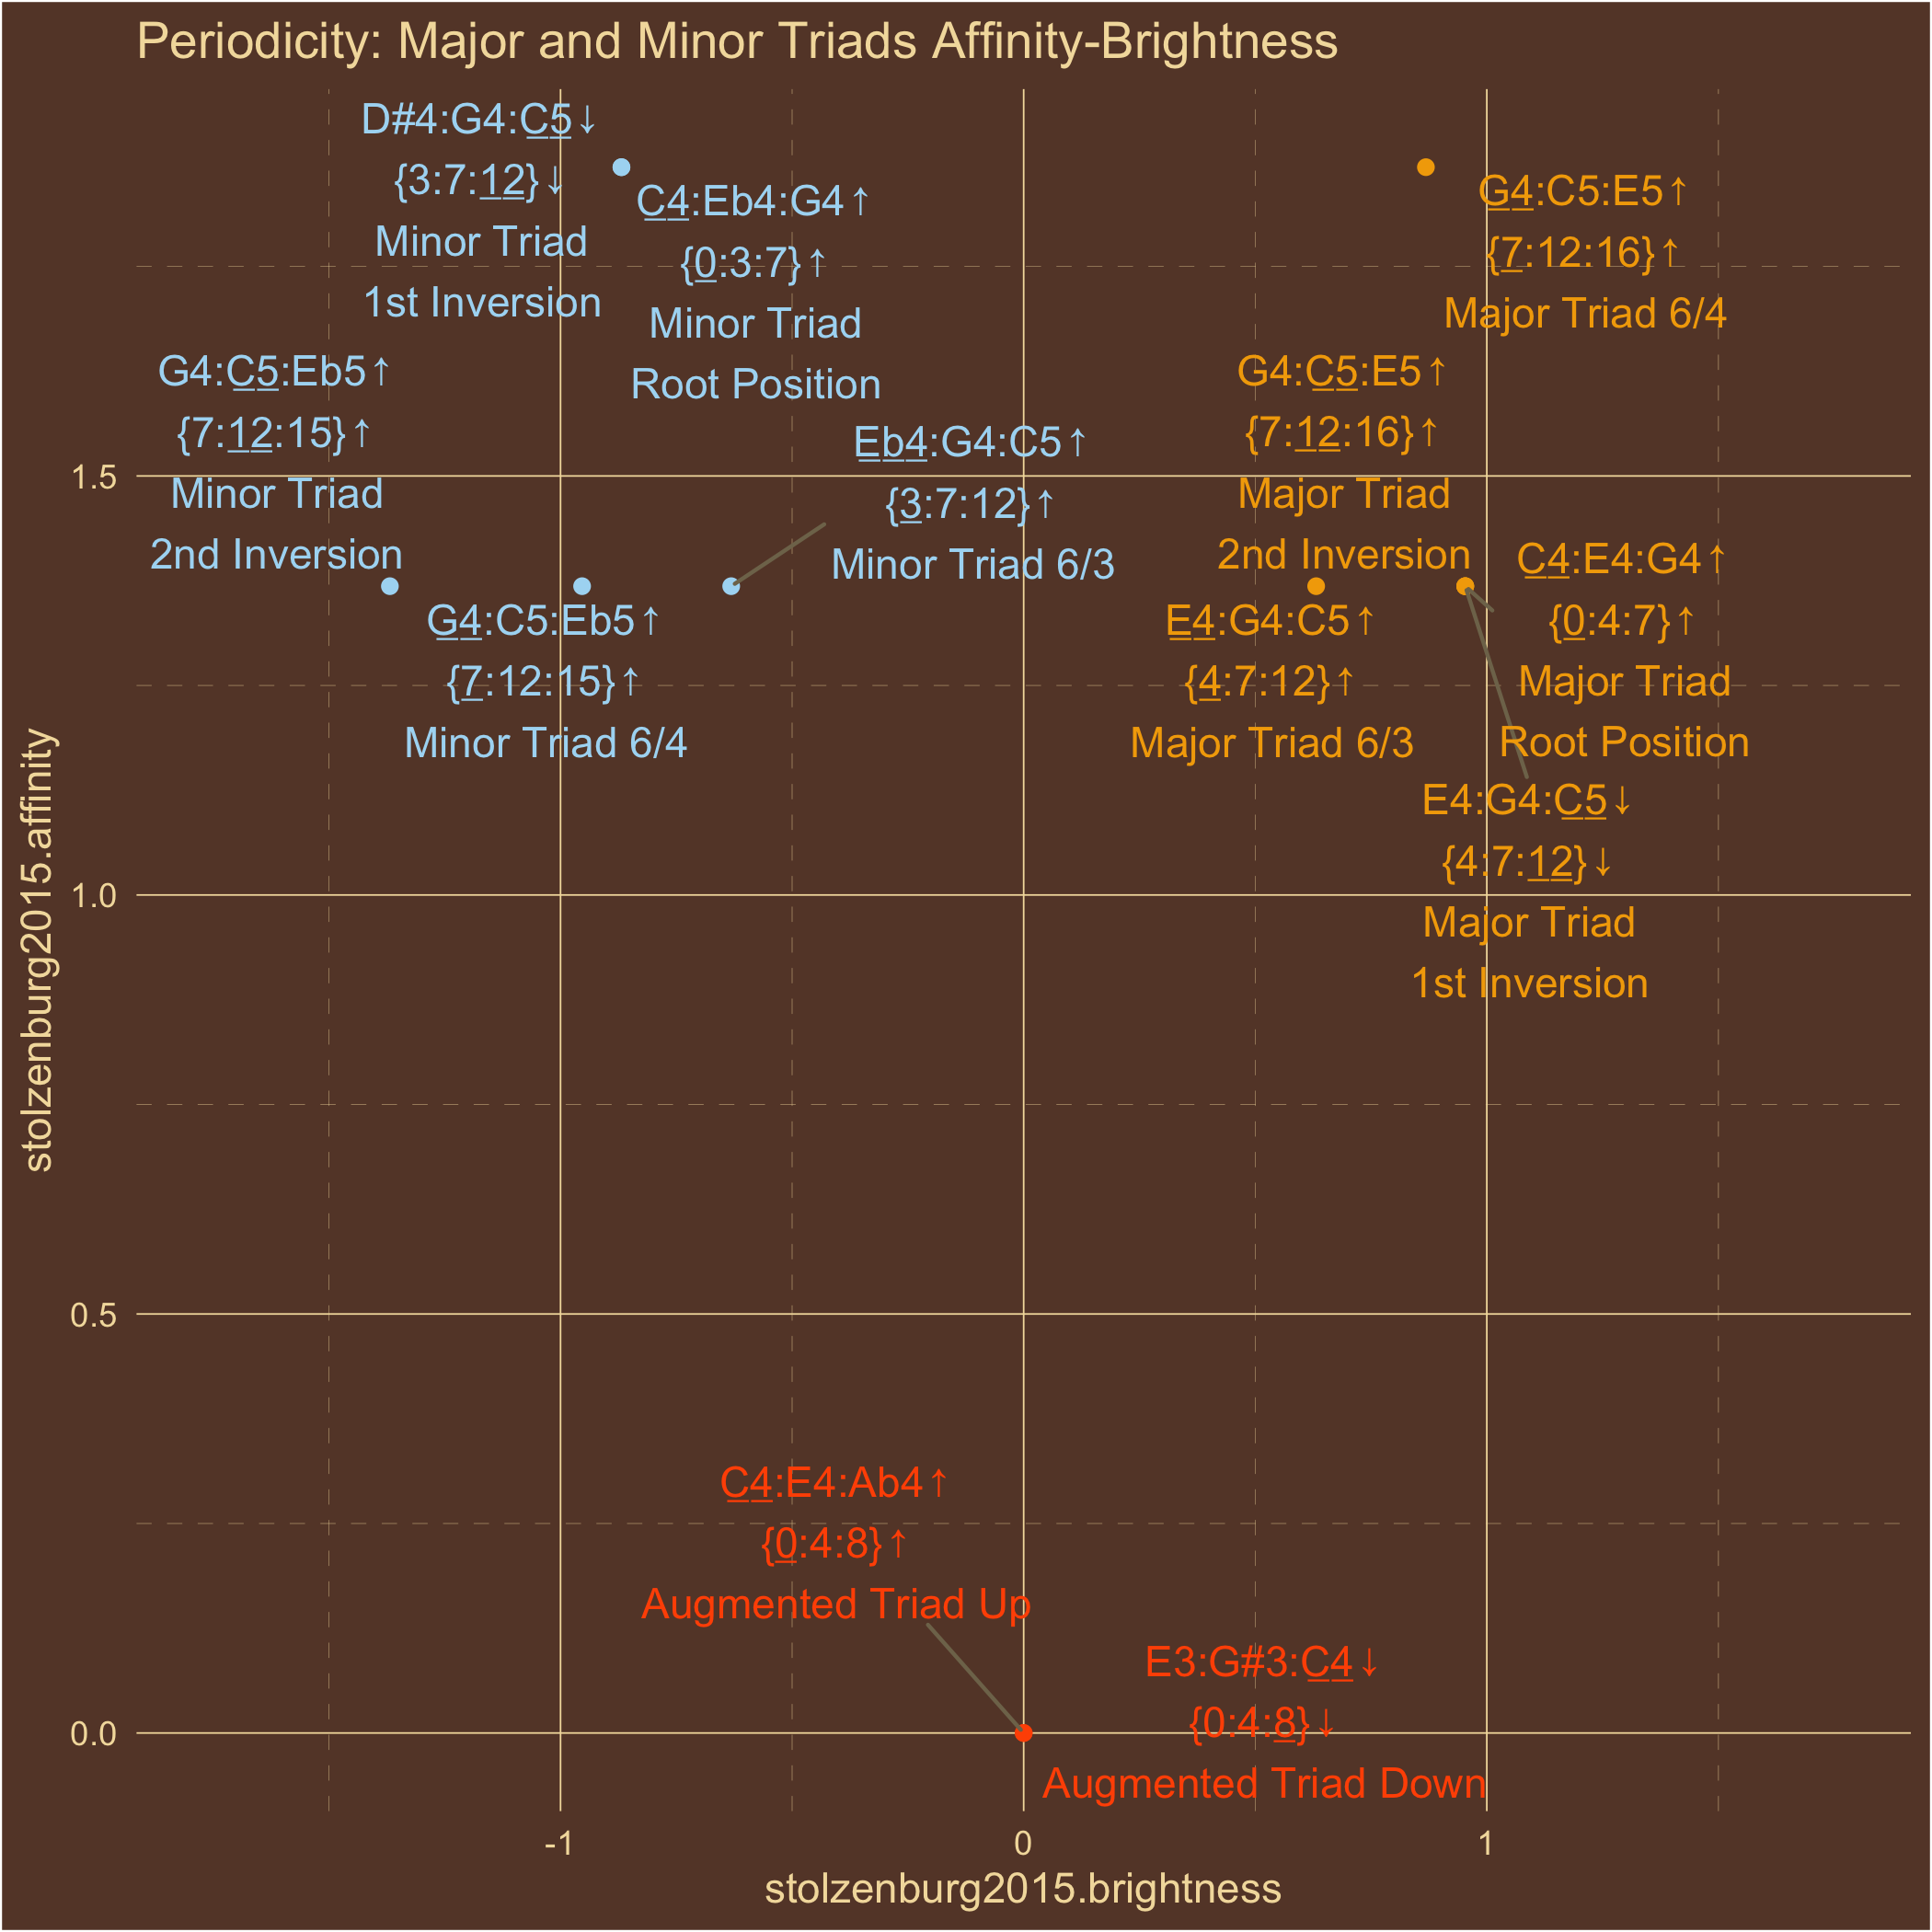 Periodicity: Major and Minor Triads Affinity-Brightness
D#4:G4:C5↓
{3:7:12}↓
Minor Triad
1st Inversion
C4:Eb4:G4↑
{0:3:7}↑
Minor Triad
Root Position
G4:C5:E5↑
{7:12:16}↑
Major Triad 6/4
G4:C5:Eb5↑
{7:12:15}↑
Minor Triad
2nd Inversion
Eb4:G4:C5↑
{3:7:12}↑
Minor Triad 6/3
G4:C5:E5↑
{7:12:16}↑
Major Triad
2nd Inversion
C4:E4:G4↑
{0:4:7}↑
Major Triad
Root Position
G4:C5:Eb5↑
{7:12:15}↑
Minor Triad 6/4
E4:G4:C5↑
{4:7:12}↑
Major Triad 6/3
E4:G4:C5↓
{4:7:12}↓
Major Triad
1st Inversion
C4:E4:Ab4↑
{0:4:8}↑
Augmented Triad Up
E3:G#3:C4↓
{0:4:8}↓
Augmented Triad Down
stolzenburg2015.affinity
1.5
1.0
0.5
0.0
-1
0
1
stolzenburg2015.brightness